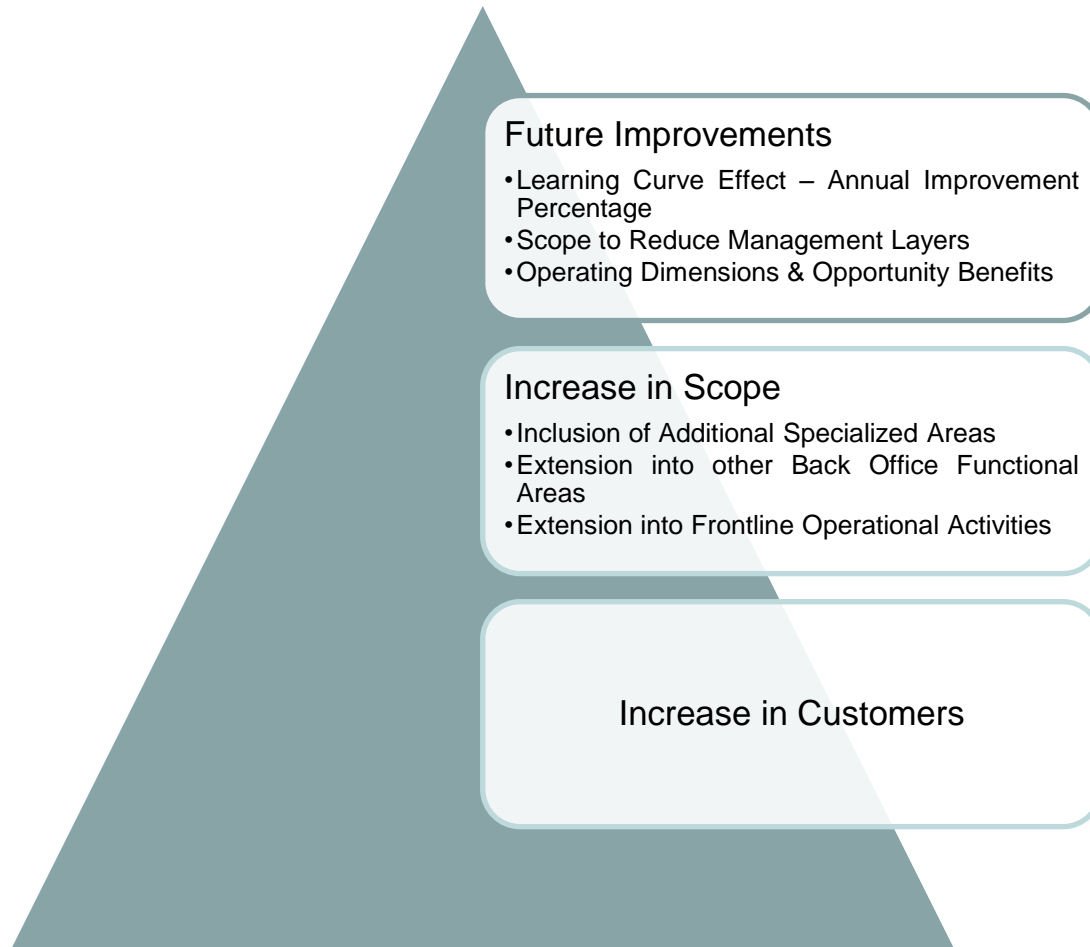 Future Improvements
•Learning Curve Effect – Annual Improvement
Percentage
•Scope to Reduce Management Layers
•Operating Dimensions & Opportunity Benefits
Increase in Scope
•Inclusion of Additional Specialized Areas
•Extension into other Back Office Functional
Areas
•Extension into Frontline Operational Activities
Increase in Customers